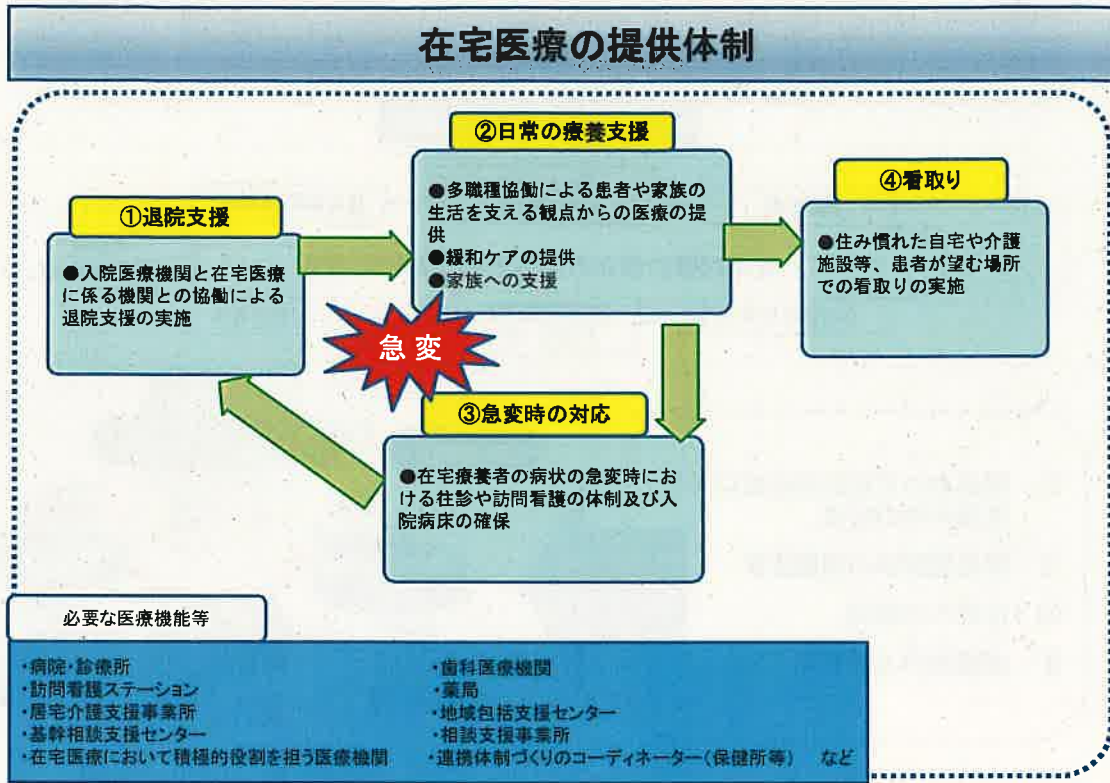 在宅医療の提供体制
①退院支援
●入院医療機関と在宅医療
に係る機関との協働による
退院支援の実施
②日常の療養支援
●多職種協働による患者や家族の
生活を支える観点からの医療の提
供
●緩和ケアの提供
●家族への支援
急変
③急変時の対応
●在宅療養者の病状の急変時にお
ける往診や訪問看護の体制及び入
院病床の確保
④看取り
●住み慣れた自宅や介護
施設等、患者が望む場所
での看取りの実施
必要な医療機能等
・病院・診療所
・訪問看護ステーション
・居宅介護支援事業所
・基幹相談支援センター
・在宅医療において積極的役割を担う医療機関
・歯科医療機関
・薬局
・地域包括支援センター
・相談支援事業所
・連携体制づくりのコーディネーター(保健所等) など